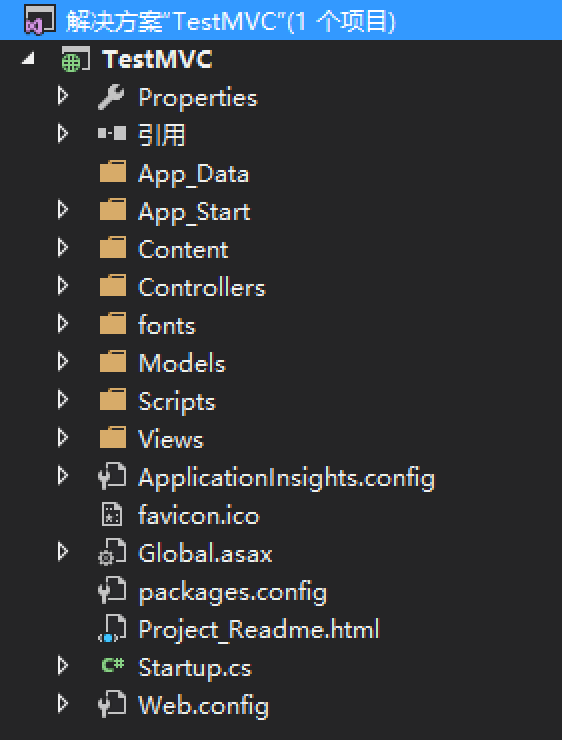 解决方案“TestMVC”(1 个项目)
TestMVC
Properties
引用
App_Data
App_Start
Content
Controllers
fonts
Models
Scripts
Views
ApplicationInsights.config
favicon.ico
Global.asax
packages.config
Project_Readme.html
C# Startup.cs
Web.config